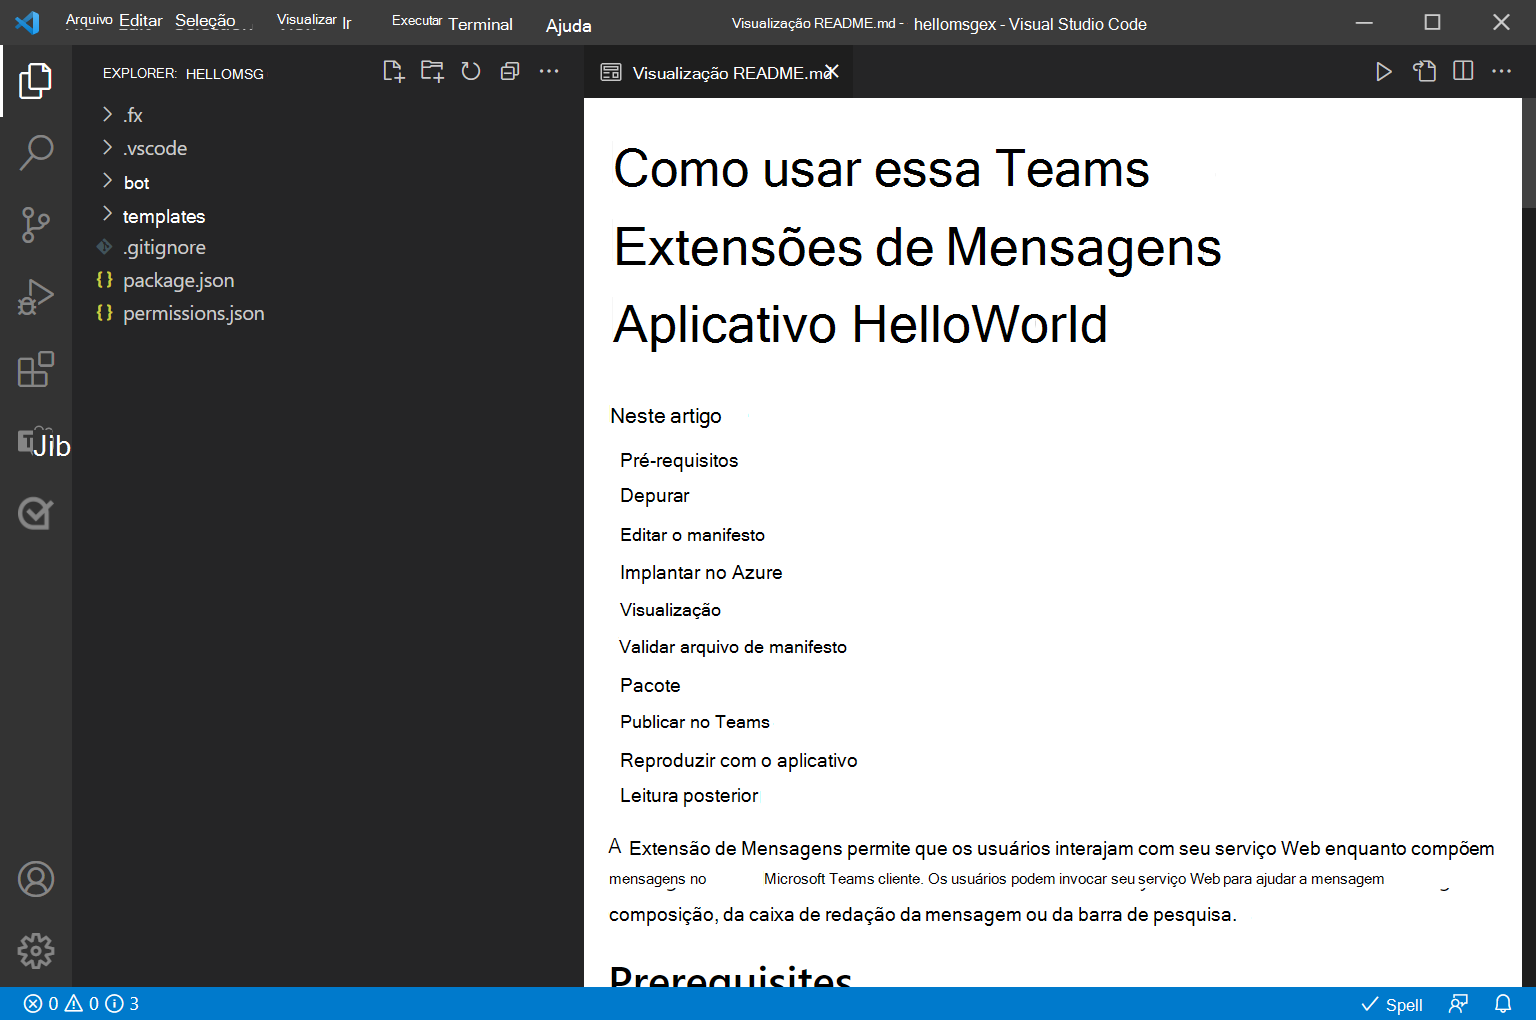 Arquivo Editar Seleção Visualizar Ir Executar Terminal Ajuda Visualização README.md - hellomsgex - Visual Studio Code
EXPLORER: HELLOMSG
Visualização README.md
.fx
.vscode
bot
templates
.gitignore
{} package.json
{} permissions.json
Jib
Como usar essa Teams
Extensões de Mensagens
Aplicativo HelloWorld
Neste artigo
Pré-requisitos
Depurar
Editar o manifesto
Implantar no Azure
Visualização
Validar arquivo de manifesto
Pacote
Publicar no Teams
Reproduzir com o aplicativo
Leitura posterior
A Extensão de Mensagens permite que os usuários interajam com seu serviço Web enquanto compõem
mensagens no Microsoft Teams cliente. Os usuários podem invocar seu serviço Web para ajudar a mensagem
composição, da caixa de redação da mensagem ou da barra de pesquisa.
Prerequisites
0 0 3 Spell